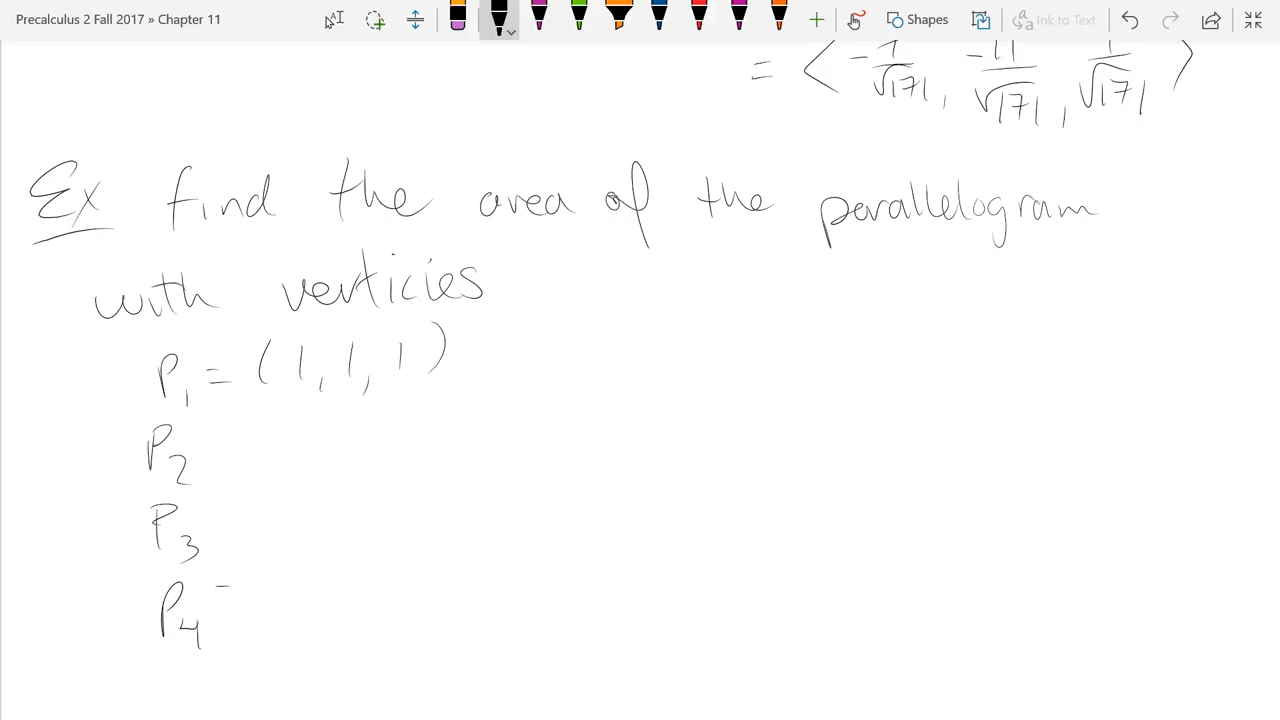 Precalculus 2 Fall 2017 » Chapter 11
Shapes
Ink to Text
= < -7/√171, -11/√171, 1/√171 >
Ex find the area of the parallelogram
with verticies
P1 = (1, 1, 1)
P2
P3
P4 -